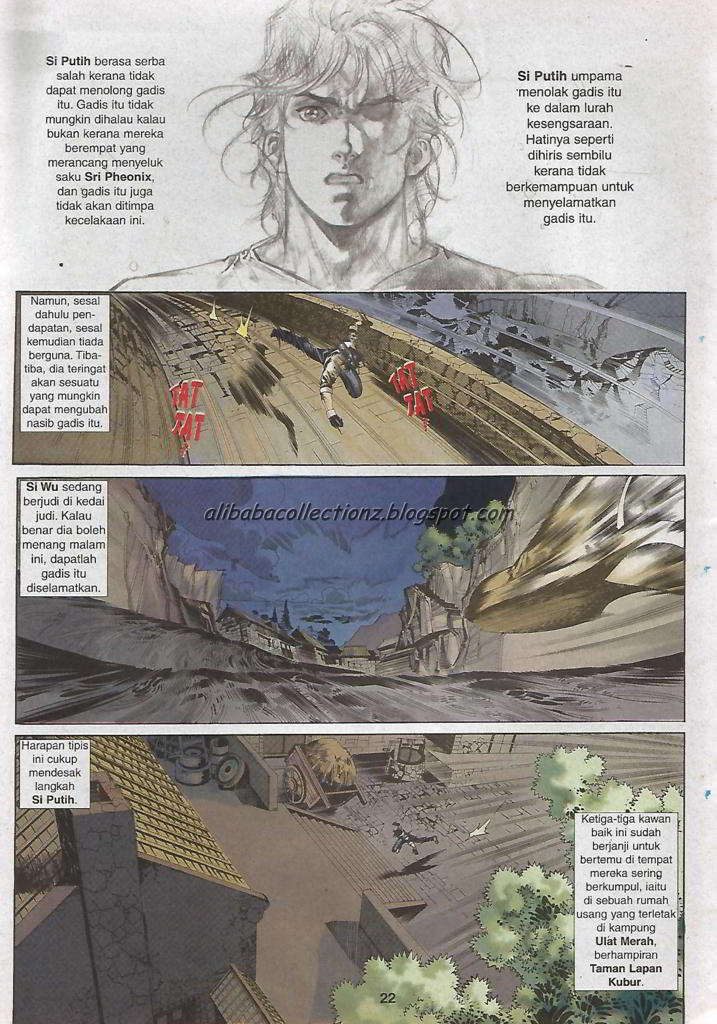 Si Putih berasa serba
salah kerana tidak
dapat menolong gadis
itu. Gadis itu tidak
mungkin dihalau kalau
bukan kerana mereka
berempat yang
merancang menyeluk
saku Sri Pheonix,
dan gadis itu juga
tidak akan ditimpa
kecelakaan ini.
Si Putih umpama
menolak gadis itu
ke dalam lurah
kesengsaraan.
Hatinya seperti
dihiris sembilu
kerana tidak
berkemampuan untuk
menyelamatkan
gadis itu.
Namun, sesal
dahulu pen-
dapatan, sesal
kemudian tiada
berguna. Tiba-
tiba, dia teringat
akan sesuatu
yang mungkin
dapat mengubah
nasib gadis itu.
TAT
TAT
TAT
TAT
Si Wu sedang
berjudi di kedai
judi. Kalau
benar dia boleh
menang malam
ini, dapatlah
gadis itu
diselamatkan.
alibabacollectionz.blogspot.com
Harapan tipis
ini cukup
mendesak
langkah
Si Putih.
Ketiga-tiga kawan
baik ini sudah
berjanji untuk
bertemu di tempat
mereka sering
berkumpul, iaitu
di sebuah rumah
usang yang terletak
di kampung
Ulat Merah,
berhampiran
Taman Lapan
Kubur.
22